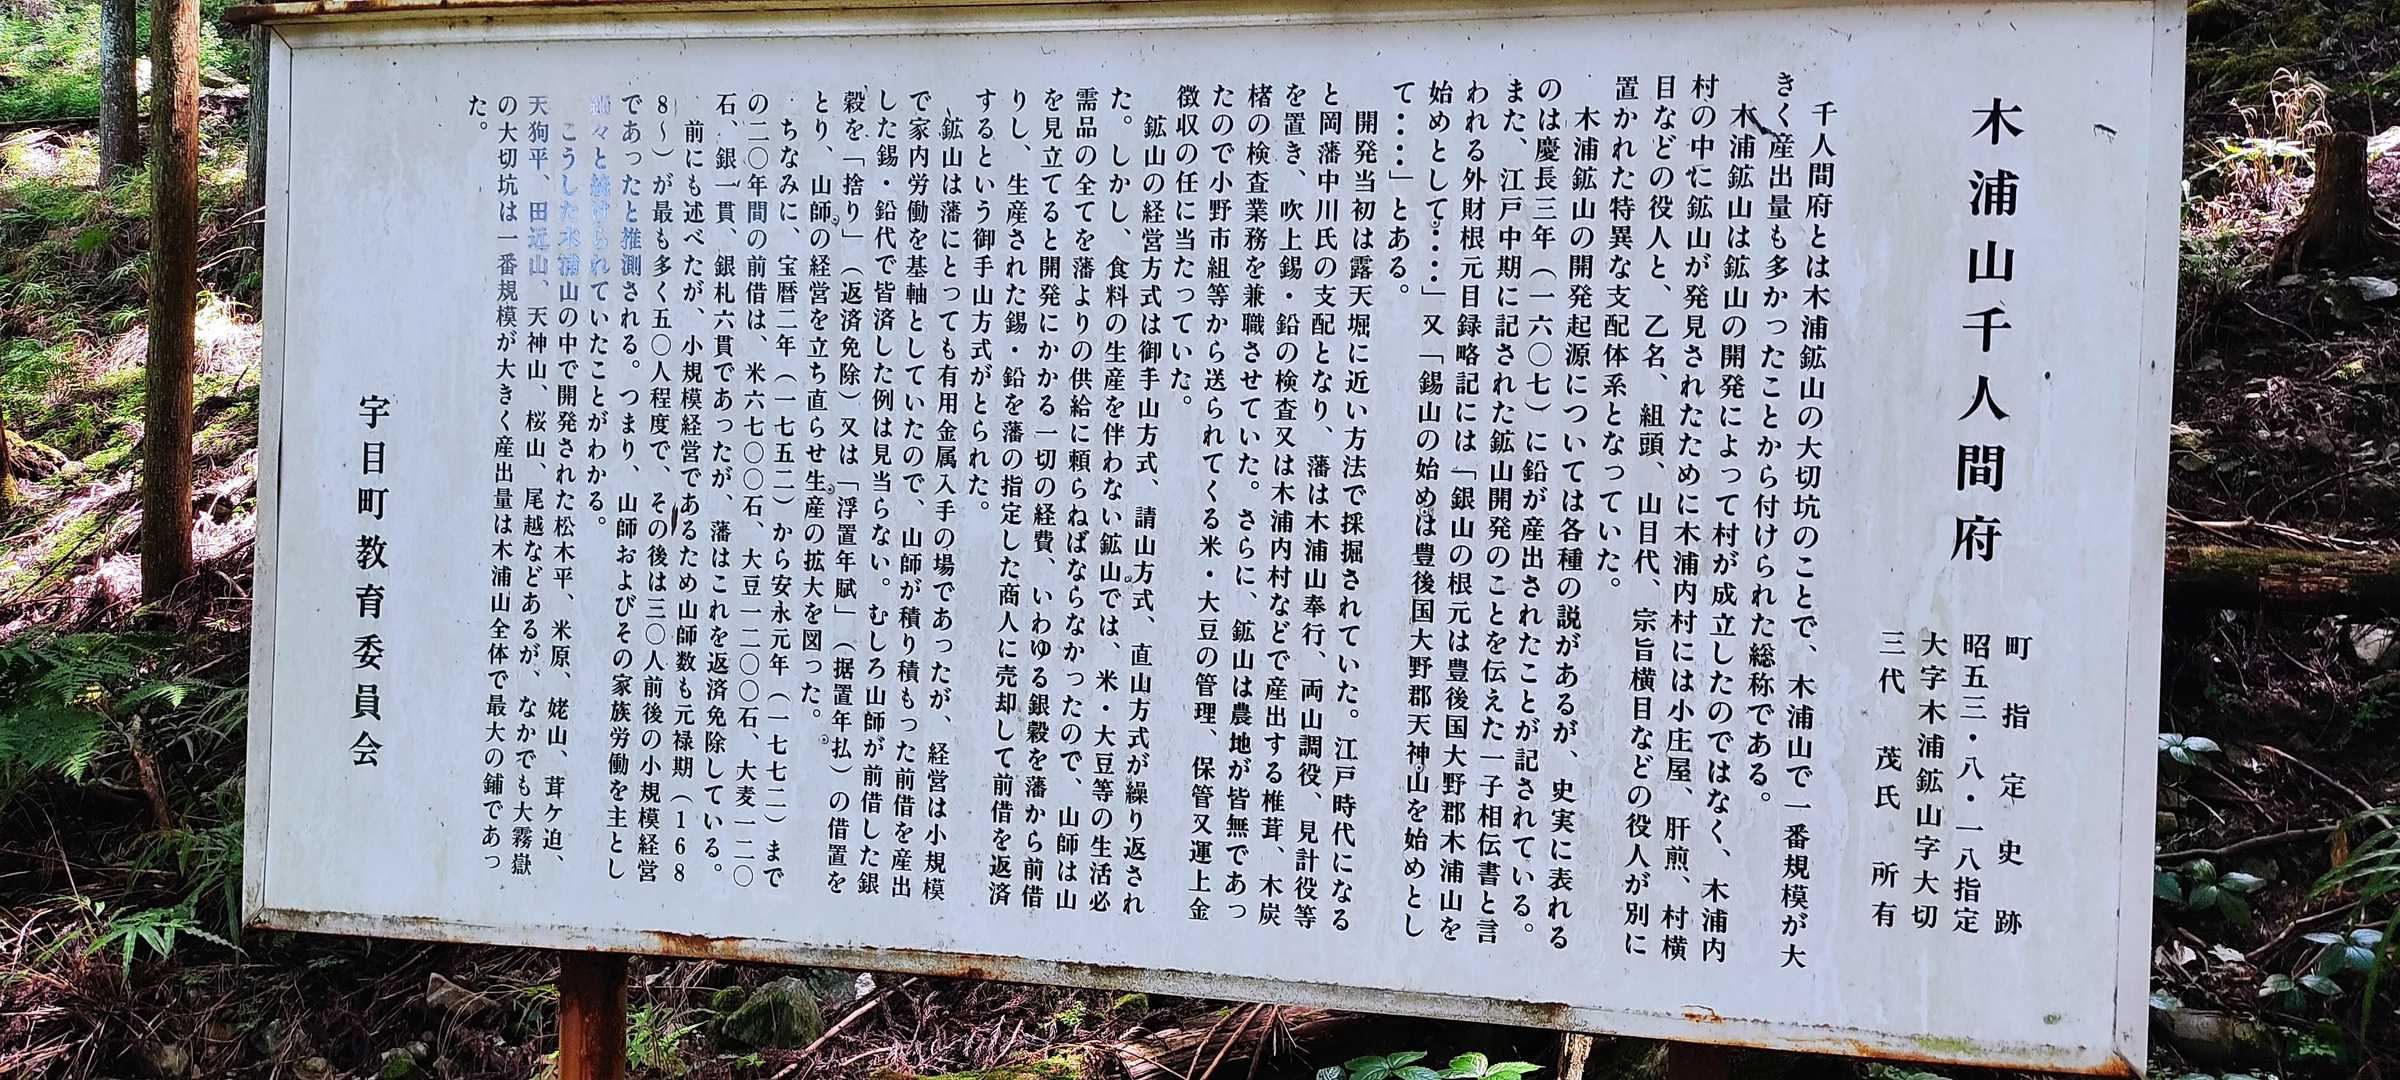 木浦山千人間府
町指定史跡
昭五三・八・一八指定
大字木浦鉱山字大切
三代 茂氏 所有
千人間府とは木浦鉱山の大切坑のことで、木浦山で一番規模が大
きく産出量も多かったことから付けられた総称である。
木浦鉱山は鉱山の開発によって村が成立したのではなく、木浦内
村の中に鉱山が発見されたために木浦内村には小庄屋、肝煎、村横
目などの役人と、乙名、組頭、山目代、宗旨横目などの役人が別に
置かれた特異な支配体系となっていた。
木浦鉱山の開発起源については各種の説があるが、史実に表れる
のは慶長三年（一六〇七）に鉛が産出されたことが記されている。
また、江戸中期に記された鉱山開発のことを伝えた一子相伝書と言
われる外財根元目録略記には「銀山の根元は豊後国大野郡木浦山を
始めとして・・・・」又「錫山の始めは豊後国大野郡天神山を始めとし
て・・・・」とある。
開発当初は露天堀に近い方法で採掘されていた。江戸時代になる
と岡藩中川氏の支配となり、藩は木浦山奉行、両山調役、見計役等
を置き、吹上錫・鉛の検査又は木浦内村などで産出する椎茸、木炭
楮の検査業務を兼職させていた。さらに、鉱山は農地が皆無であっ
たので小野市組等から送られてくる米・大豆の管理、保管又運上金
徴収の任に当たっていた。
鉱山の経営方式は御手山方式、請山方式、直山方式が繰り返され
た。しかし、食料の生産を伴わない鉱山では、米・大豆等の生活必
需品の全てを藩よりの供給に頼らねばならなかったので、山師は山
を見立てると開発にかかる一切の経費、いわゆる銀穀を藩から前借
りし、生産された錫・鉛を藩の指定した商人に売却して前借を返済
するという御手山方式がとられた。
鉱山は藩にとっても有用金属入手の場であったが、経営は小規模
で家内労働を基軸としていたので、山師が積り積もった前借を産出
した錫・鉛代で皆済した例は見当らない。むしろ山師が前借した銀
穀を「捨り」（返済免除）又は「浮置年賦」（据置年払）の借置を
とり、山師の経営を立ち直らせ生産の拡大を図った。
ちなみに、宝暦二年（一七五二）から安永元年（一七七二）まで
の二〇年間の前借は、米六七〇〇石、大豆一二〇〇石、大麦一二〇
石、銀一貫、銀札六貫であったが、藩はこれを返済免除している。
前にも述べたが、小規模経営であるため山師数も元禄期（168
8～）が最も多く五〇人程度で、その後は三〇人前後の小規模経営
であったと推測される。つまり、山師およびその家族労働を主とし
細々と続けられていたことがわかる。
こうした木浦山の中で開発された松木平、米原、姥山、茸ケ迫、
天狗平、田近山、天神山、桜山、尾越などあるが、なかでも大霧嶽
の大切坑は一番規模が大きく産出量は木浦山全体で最大の鋪であっ
た。
宇目町教育委員会